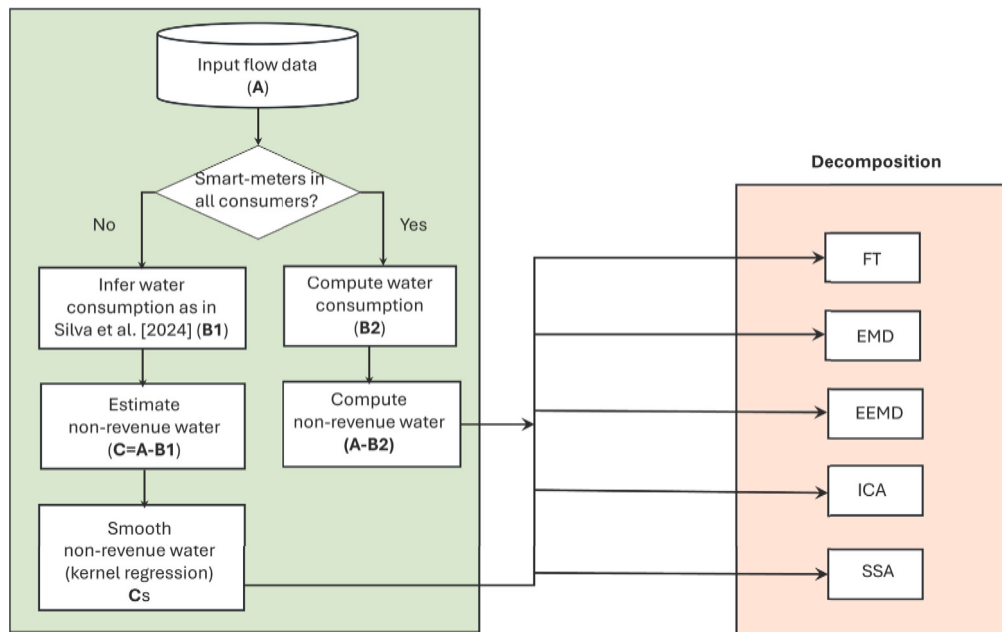 Input flow data
(A)
Smart-meters in
all consumers?
No
Yes
Infer water
consumption as in
Silva et al. [2024] (B1)
Compute water
consumption
(B2)
Estimate
non-revenue water
(C=A-B1)
Compute
non-revenue water
(A-B2)
Smooth
non-revenue water
(kernel regression)
Cs
Decomposition
FT
EMD
EEMD
ICA
SSA